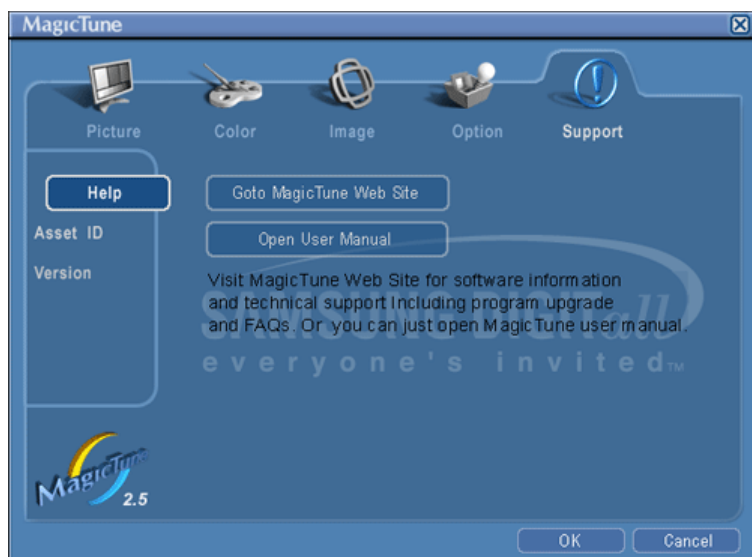 MagicTune
Picture
Color
Image
Option
Support
Help
Asset ID
Version
Goto MagicTune Web Site
Open User Manual
Visit MagicTune Web Site for software information
and technical support Including program upgrade
and FAQs. Or you can just open MagicTune user manual.
SAMSUNG DIGITall
everyone's invited™
MagicTune
2.5
OK
Cancel